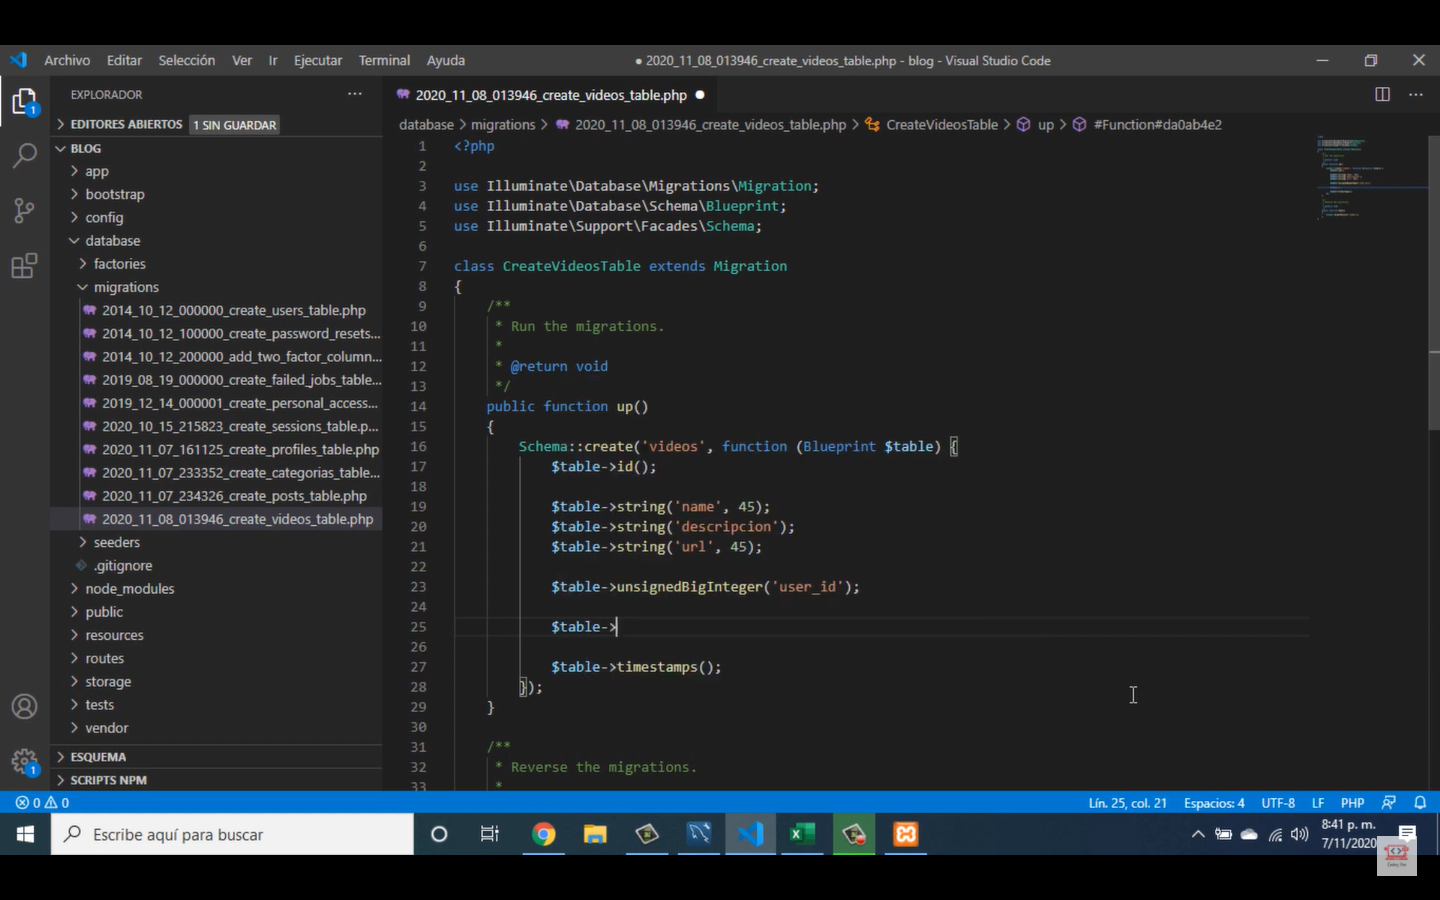 Archivo Editar Selección Ver Ir Ejecutar Terminal Ayuda
● 2020_11_08_013946_create_videos_table.php - blog - Visual Studio Code
EXPLORADOR
EDITORES ABIERTOS 1 SIN GUARDAR
BLOG
app
bootstrap
config
database
factories
migrations
2014_10_12_000000_create_users_table.php
2014_10_12_100000_create_password_resets...
2014_10_12_200000_add_two_factor_column...
2019_08_19_000000_create_failed_jobs_table...
2019_12_14_000001_create_personal_access...
2020_10_15_215823_create_sessions_table.p...
2020_11_07_161125_create_profiles_table.php
2020_11_07_233352_create_categorias_table...
2020_11_07_234326_create_posts_table.php
2020_11_08_013946_create_videos_table.php
seeders
.gitignore
node_modules
public
resources
routes
storage
tests
vendor
ESQUEMA
SCRIPTS NPM
1
1
2020_11_08_013946_create_videos_table.php ●
database > migrations > 2020_11_08_013946_create_videos_table.php > CreateVideosTable > up > #Function#da0ab4e2
1 <?php
2
3 use Illuminate\Database\Migrations\Migration;
4 use Illuminate\Database\Schema\Blueprint;
5 use Illuminate\Support\Facades\Schema;
6
7 class CreateVideosTable extends Migration
8 {
9 /**
10 * Run the migrations.
11 *
12 * @return void
13 */
14 public function up()
15 {
16 Schema::create('videos', function (Blueprint $table) {
17 $table->id();
18
19 $table->string('name', 45);
20 $table->string('descripcion');
21 $table->string('url', 45);
22
23 $table->unsignedBigInteger('user_id');
24
25 $table->
26
27 $table->timestamps();
28 });
29 }
30
31 /**
32 * Reverse the migrations.
33 *
0 0 Lín. 25, col. 21 Espacios: 4 UTF-8 LF PHP
Escribe aquí para buscar
8:41 p. m.
7/11/2020